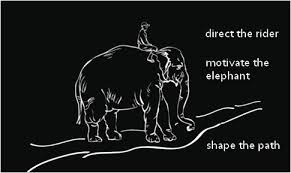 direct the rider
motivate the
elephant
shape the path